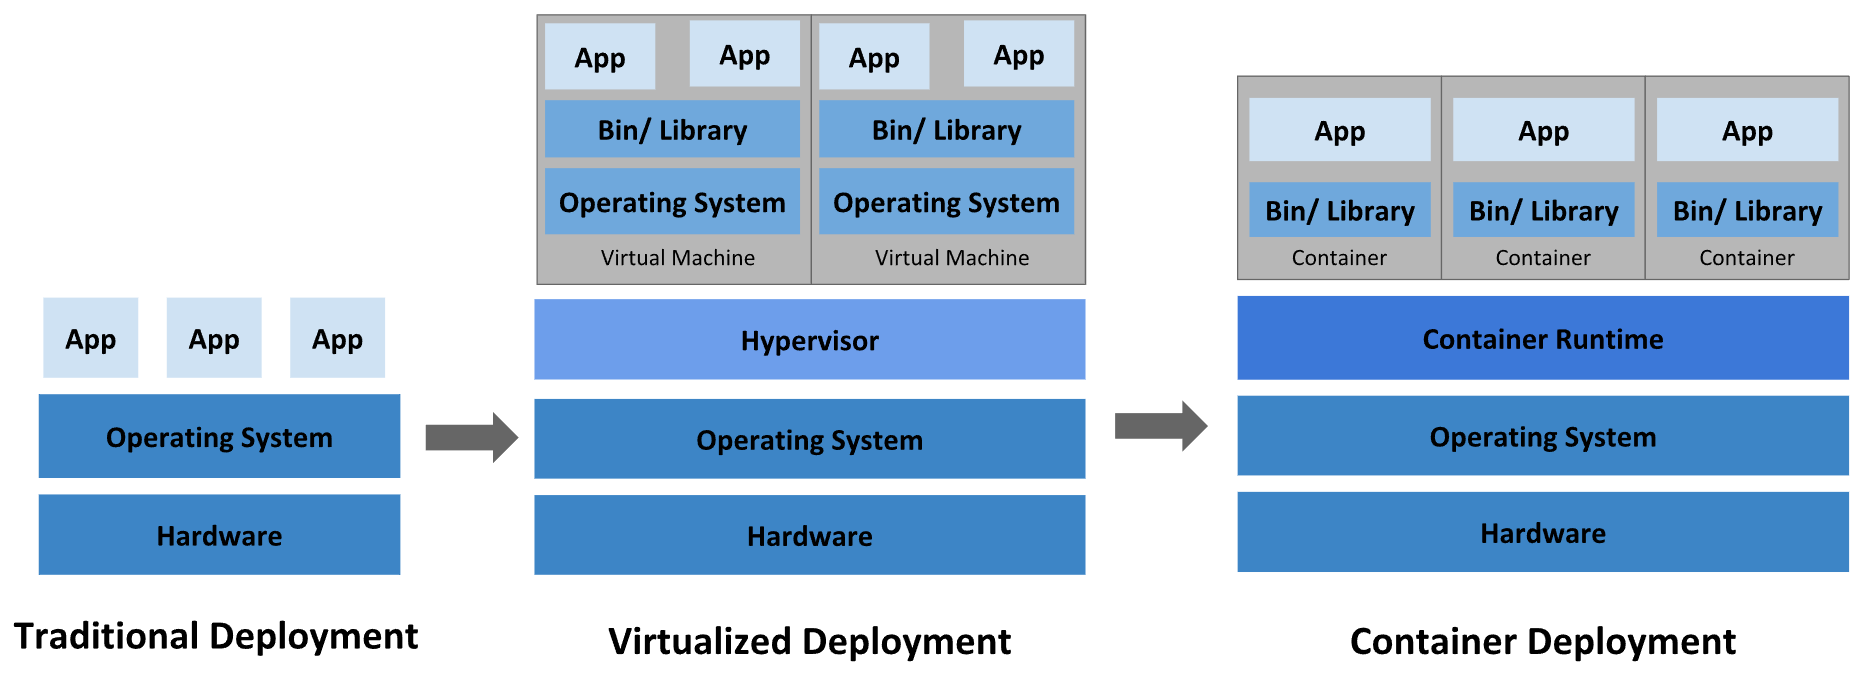 App
App
App
Operating System
Hardware
Traditional Deployment
App
App
Bin/ Library
Operating System
Virtual Machine
App
App
Bin/ Library
Operating System
Virtual Machine
Hypervisor
Operating System
Hardware
Virtualized Deployment
App
Bin/ Library
Container
App
Bin/ Library
Container
App
Bin/ Library
Container
Container Runtime
Operating System
Hardware
Container Deployment